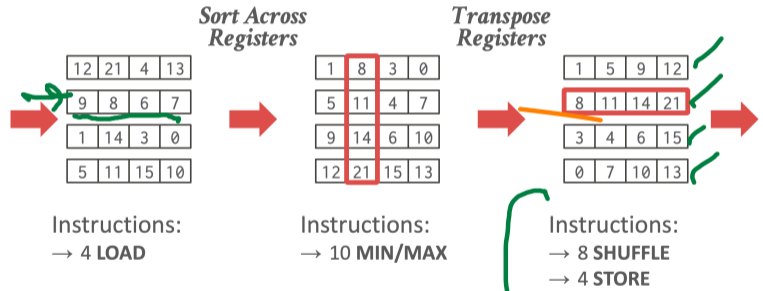 Sort Across Registers
Transpose Registers
12 21 4 13
9 8 6 7
1 14 3 0
5 11 15 10
1 8 3 0
5 11 4 7
9 14 6 10
12 21 15 13
1 5 9 12
8 11 14 21
3 4 6 15
0 7 10 13
Instructions:
→ 4 LOAD
Instructions:
→ 10 MIN/MAX
Instructions:
→ 8 SHUFFLE
→ 4 STORE